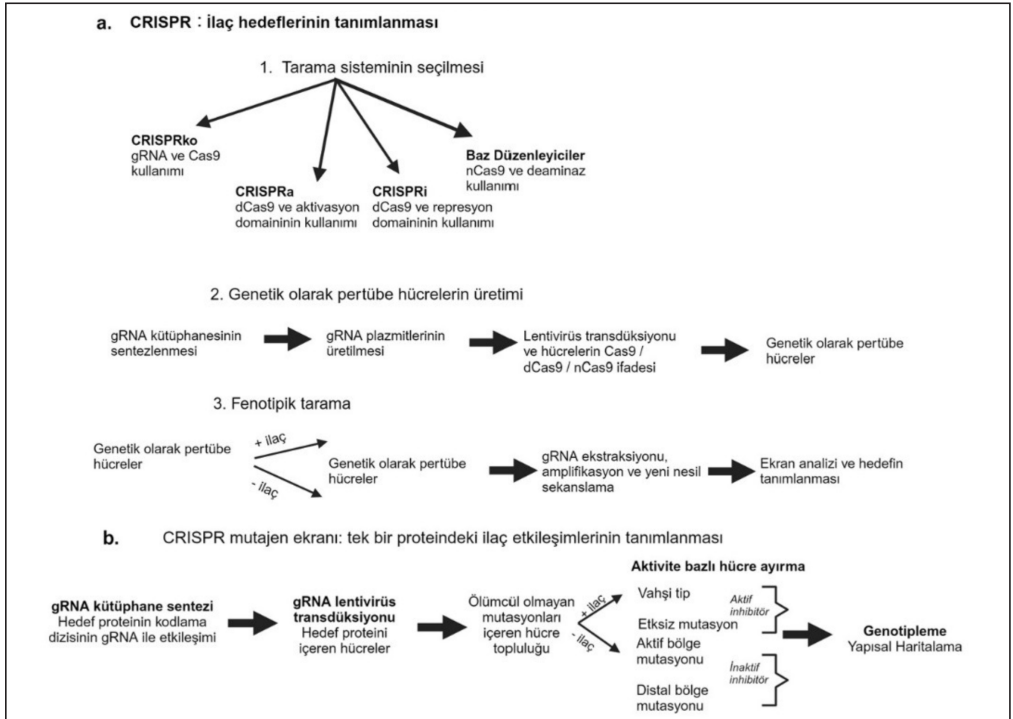 a. CRISPR : İlaç hedeflerinin tanımlanması
1. Tarama sisteminin seçilmesi
CRISPRko
gRNA ve Cas9
kullanımı
CRISPRa
dCas9 ve aktivasyon
domaininin kullanımı
CRISPRi
dCas9 ve represyon
domaininin kullanımı
Baz Düzenleyiciler
nCas9 ve deaminaz
kullanımı
2. Genetik olarak pertübe hücrelerin üretimi
gRNA kütüphanesinin
sentezlenmesi
gRNA plazmitlerinin
üretilmesi
Lentivirüs transdüksiyonu
ve hücrelerin Cas9 /
dCas9 / nCas9 ifadesi
Genetik olarak pertübe
hücreler
3. Fenotipik tarama
Genetik olarak pertübe
hücreler
+ ilaç
- ilaç
Genetik olarak pertübe
hücreler
gRNA ekstraksiyonu,
amplifikasyon ve yeni nesil
sekanslama
Ekran analizi ve hedefin
tanımlanması
b. CRISPR mutajen ekranı: tek bir proteindeki ilaç etkileşimlerinin tanımlanması
gRNA kütüphane sentezi
Hedef proteinin kodlama
dizisinin gRNA ile etkileşimi
gRNA lentivirüs
transdüksiyonu
Hedef proteini
içeren hücreler
Ölümcül olmayan
mutasyonları
içeren hücre
topluluğu
+ ilaç
- ilaç
Aktivite bazlı hücre ayırma
Vahşi tip
Etksiz mutasyon
Aktif bölge
mutasyonu
Distal bölge
mutasyonu
Aktif
inhibitör
İnaktif
inhibitör
Genotipleme
Yapısal Haritalama